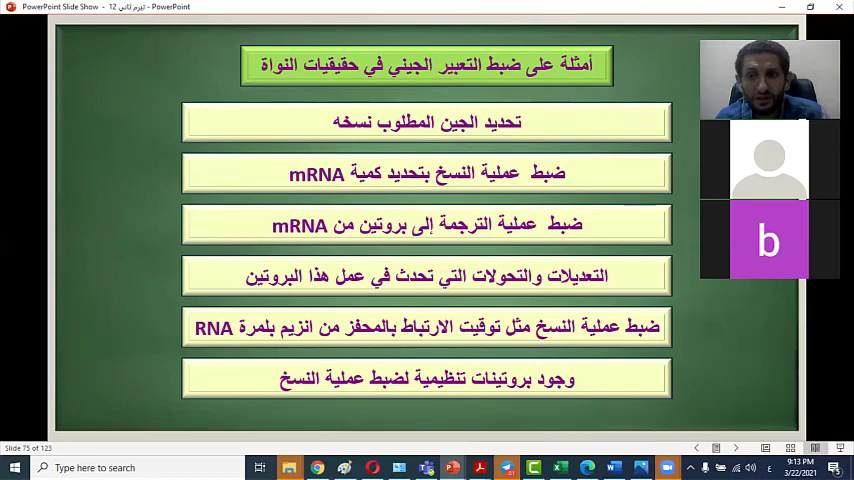 PowerPoint Slide Show - تيرم ثاني 12 - PowerPoint
أمثلة على ضبط التعبير الجيني في حقيقيات النواة
تحديد الجين المطلوب نسخه
ضبط عملية النسخ بتحديد كمية mRNA
ضبط عملية الترجمة إلى بروتين من mRNA
التعديلات والتحولات التي تحدث في عمل هذا البروتين
ضبط عملية النسخ مثل توقيت الارتباط بالمحفز من انزيم بلمرة RNA
وجود بروتينات تنظيمية لضبط عملية النسخ
b
Slide 75 of 123
Type here to search
ع
9:13 PM
3/22/2021